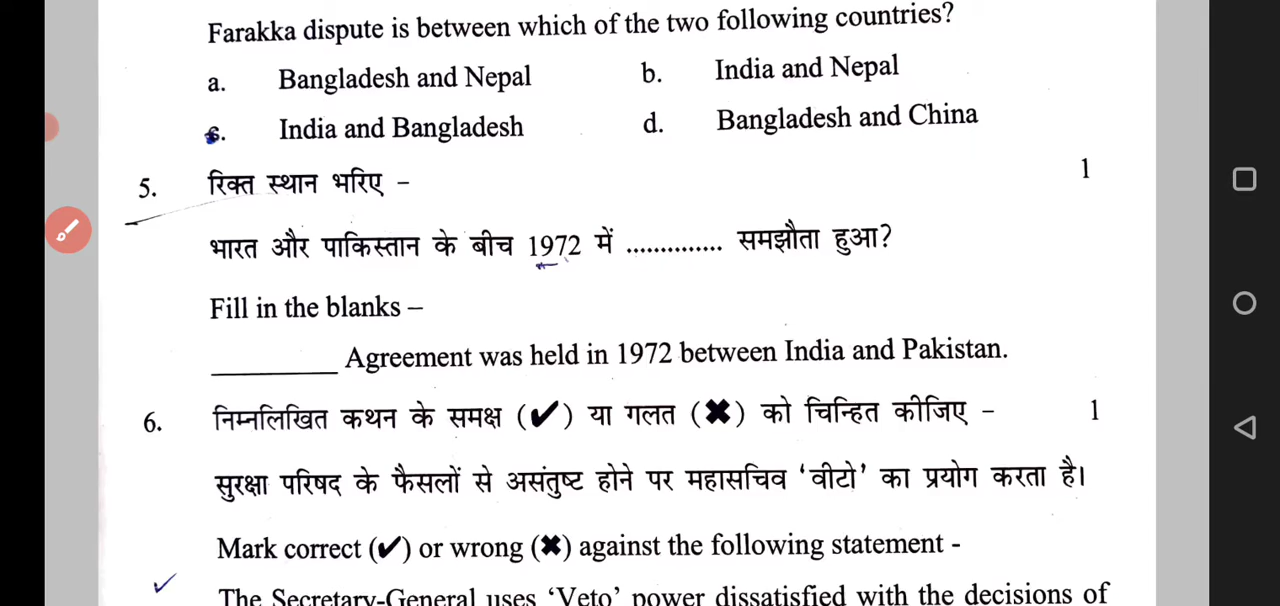 Farakka dispute is between which of the two following countries?
a. Bangladesh and Nepal b. India and Nepal
c. India and Bangladesh d. Bangladesh and China
5. रिक्त स्थान भरिए - 1
भारत और पाकिस्तान के बीच 1972 में .............. समझौता हुआ?
Fill in the blanks –
__________ Agreement was held in 1972 between India and Pakistan.
6. निम्नलिखित कथन के समक्ष (✔) या गलत (✖) को चिन्हित कीजिए - 1
सुरक्षा परिषद के फैसलों से असंतुष्ट होने पर महासचिव ‘वीटो’ का प्रयोग करता है।
Mark correct (✔) or wrong (✖) against the following statement -
The Secretary-General uses ‘Veto’ power dissatisfied with the decisions of